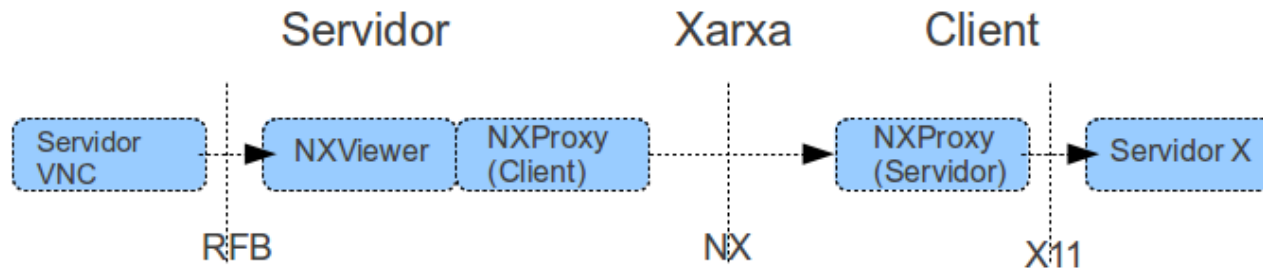 Servidor
Xarxa
Client
Servidor
VNC
NXViewer
NXProxy
(Client)
NXProxy
(Servidor)
Servidor X
RFB
NX
X11